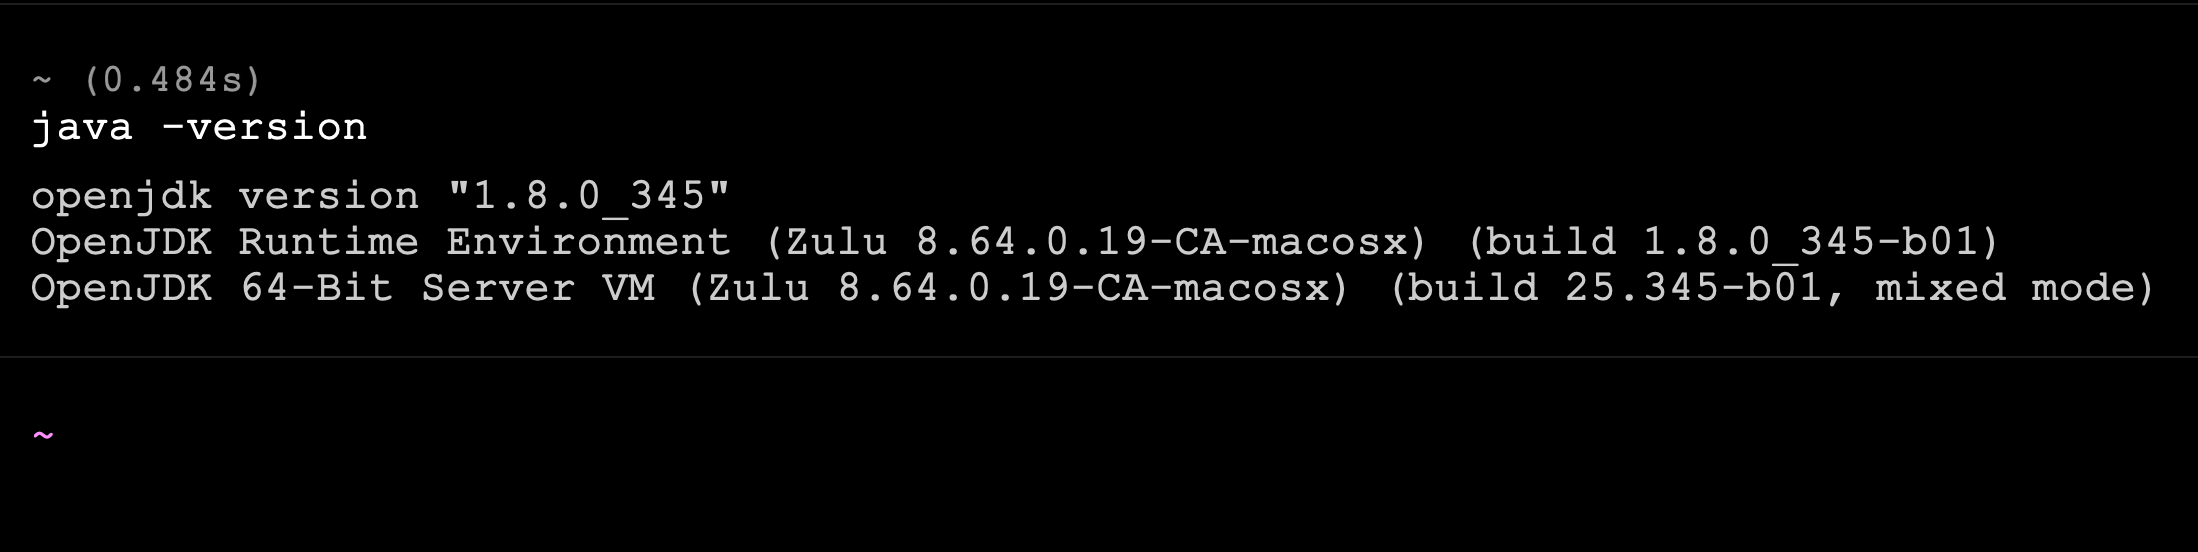 ~ (0.484s)
java -version
openjdk version "1.8.0_345"
OpenJDK Runtime Environment (Zulu 8.64.0.19-CA-macosx) (build 1.8.0_345-b01)
OpenJDK 64-Bit Server VM (Zulu 8.64.0.19-CA-macosx) (build 25.345-b01, mixed mode)
~